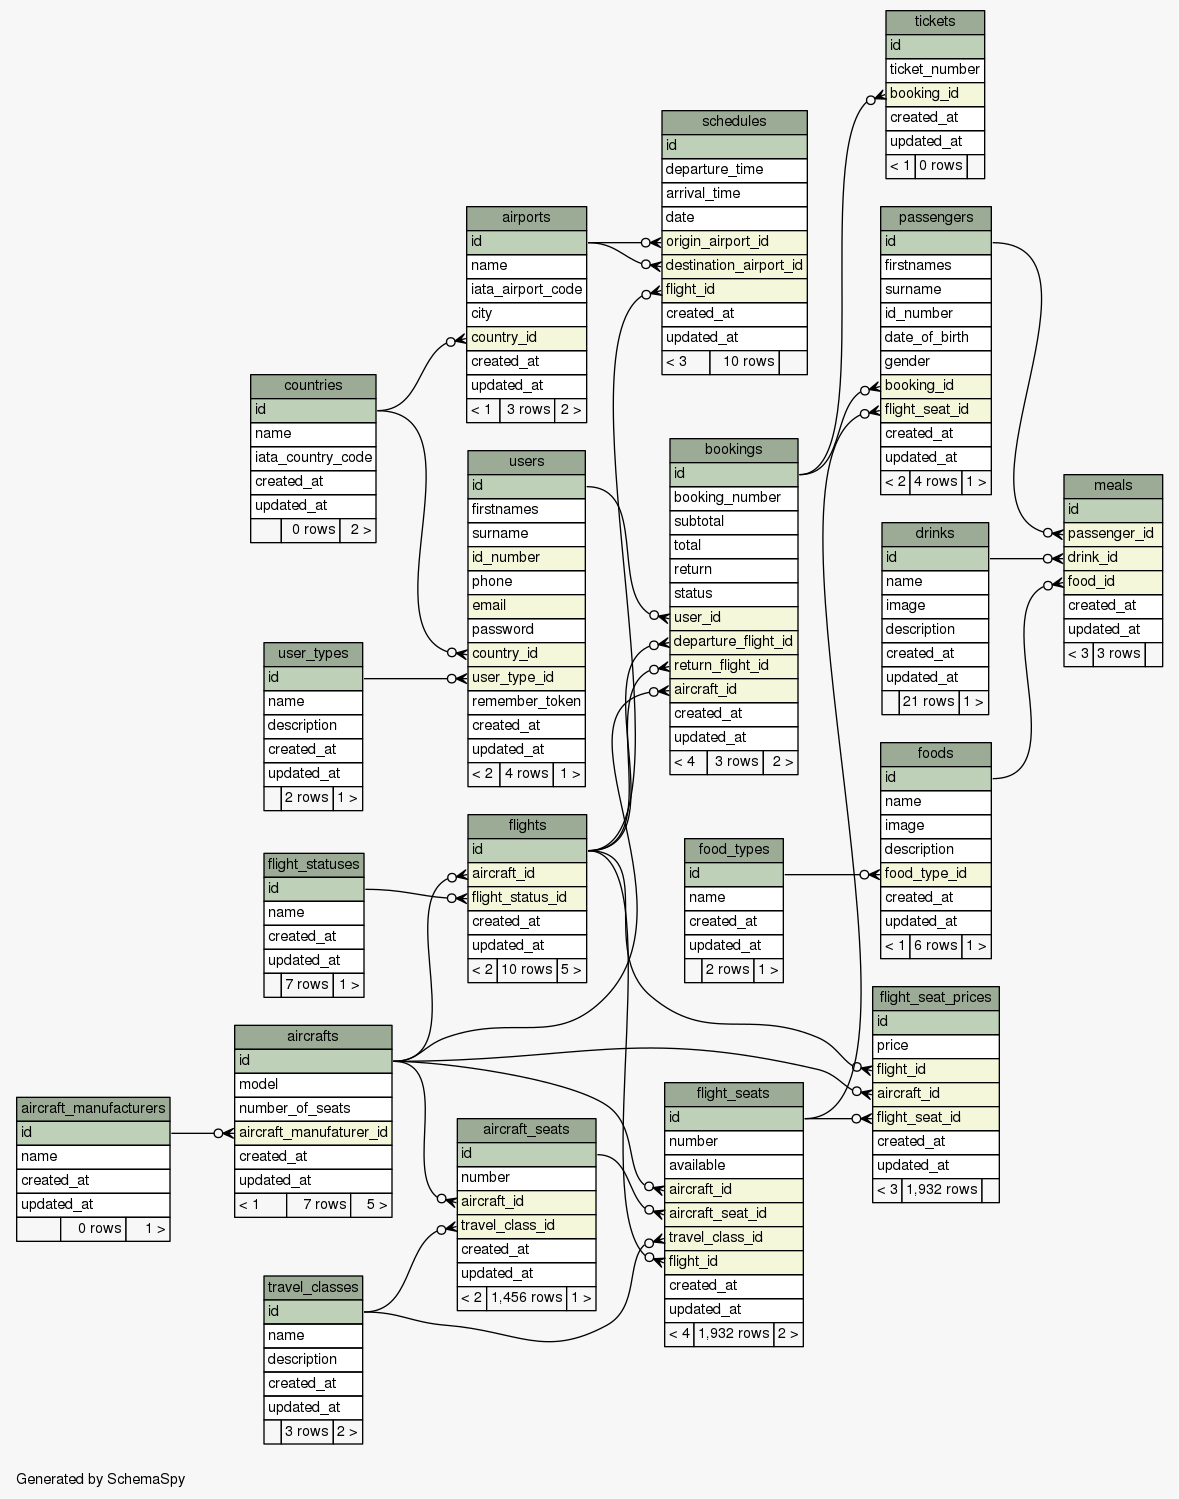 tickets
id
ticket_number
booking_id
created_at
updated_at
< 1 0 rows
schedules
id
departure_time
arrival_time
date
origin_airport_id
destination_airport_id
flight_id
created_at
updated_at
< 3 10 rows
airports
id
name
iata_airport_code
city
country_id
created_at
updated_at
< 1 3 rows 2 >
passengers
id
firstnames
surname
id_number
date_of_birth
gender
booking_id
flight_seat_id
created_at
updated_at
< 2 4 rows 1 >
countries
id
name
iata_country_code
created_at
updated_at
0 rows 2 >
users
id
firstnames
surname
id_number
phone
email
password
country_id
user_type_id
remember_token
created_at
updated_at
< 2 4 rows 1 >
bookings
id
booking_number
subtotal
total
return
status
user_id
departure_flight_id
return_flight_id
aircraft_id
created_at
updated_at
< 4 3 rows 2 >
meals
id
passenger_id
drink_id
food_id
created_at
updated_at
< 3 3 rows
drinks
id
name
image
description
created_at
updated_at
21 rows 1 >
user_types
id
name
description
created_at
updated_at
2 rows 1 >
foods
id
name
image
description
food_type_id
created_at
updated_at
< 1 6 rows 1 >
flights
id
aircraft_id
flight_status_id
created_at
updated_at
< 2 10 rows 5 >
food_types
id
name
created_at
updated_at
2 rows 1 >
flight_statuses
id
name
created_at
updated_at
7 rows 1 >
flight_seat_prices
id
price
flight_id
aircraft_id
flight_seat_id
created_at
updated_at
< 3 1,932 rows
aircrafts
id
model
number_of_seats
aircraft_manufaturer_id
created_at
updated_at
< 1 7 rows 5 >
aircraft_manufacturers
id
name
created_at
updated_at
0 rows 1 >
aircraft_seats
id
number
aircraft_id
travel_class_id
created_at
updated_at
< 2 1,456 rows 1 >
flight_seats
id
number
available
aircraft_id
aircraft_seat_id
travel_class_id
flight_id
created_at
updated_at
< 4 1,932 rows 2 >
travel_classes
id
name
description
created_at
updated_at
3 rows 2 >
Generated by SchemaSpy